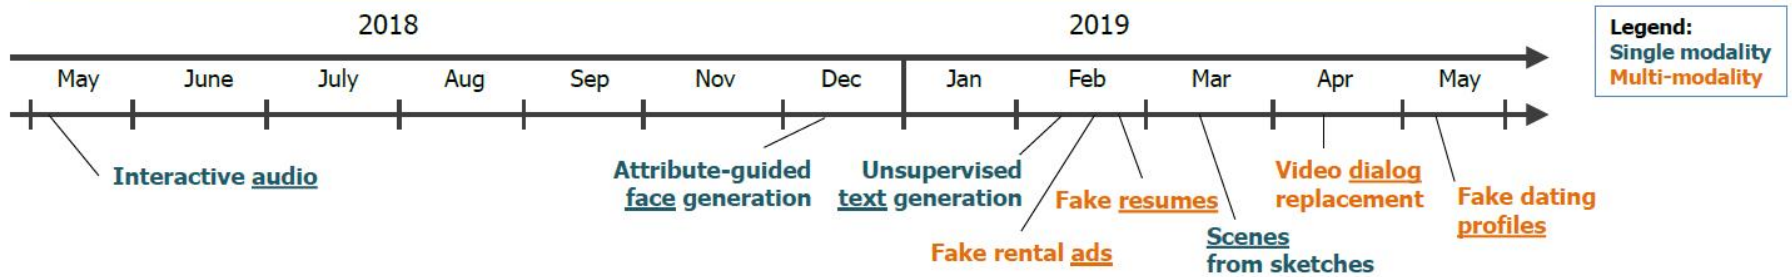 2018
2019
Legend:
Single modality
Multi-modality
May
June
July
Aug
Sep
Nov
Dec
Jan
Feb
Mar
Apr
May
Interactive audio
Attribute-guided
face generation
Unsupervised
text generation
Fake rental ads
Fake resumes
Scenes
from sketches
Video dialog
replacement
Fake dating
profiles